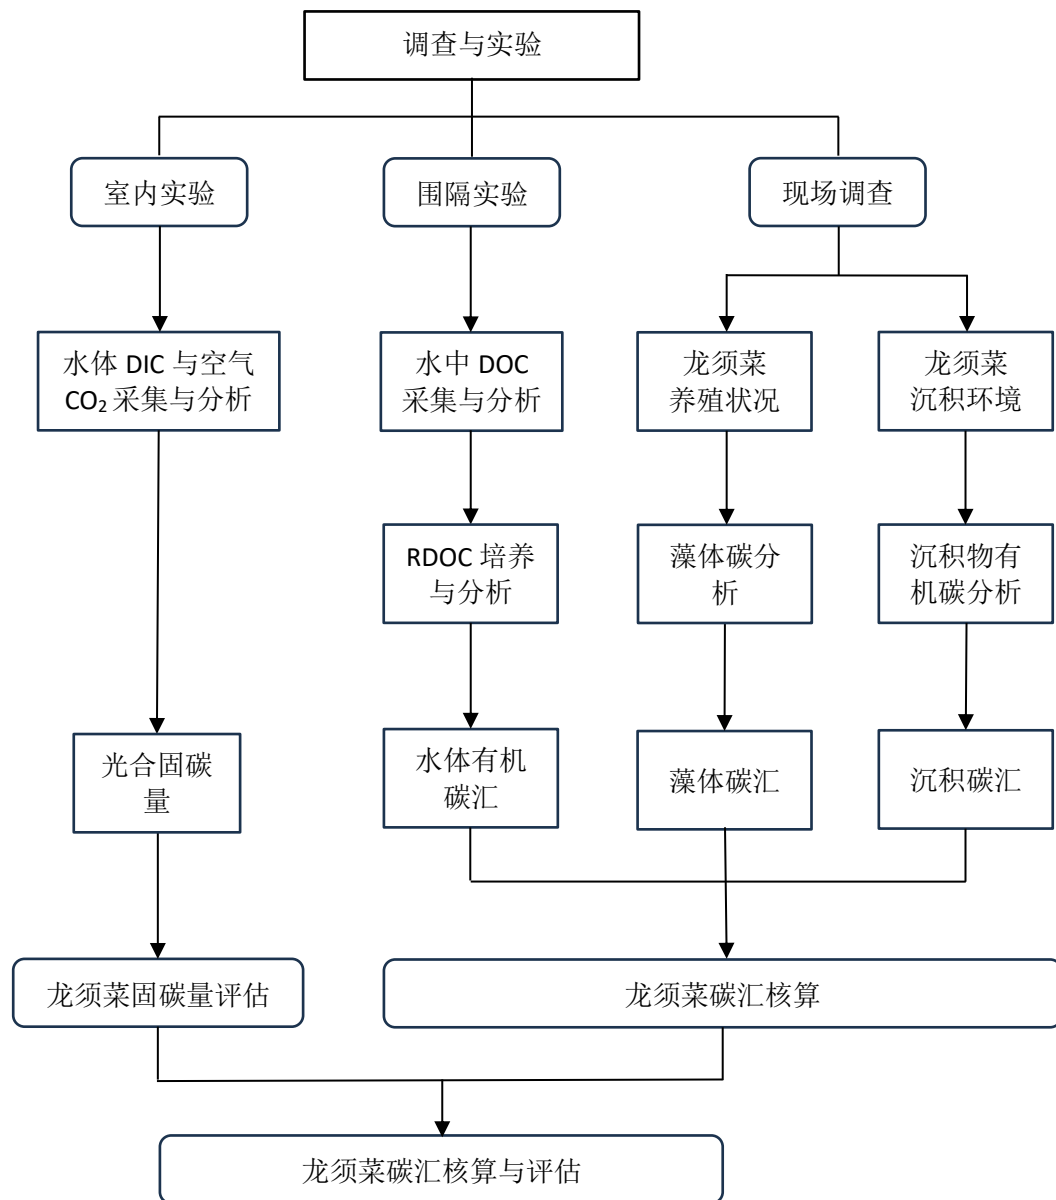 调查与实验
室内实验
围隔实验
现场调查
水体 DIC 与空气
CO₂ 采集与分析
水中 DOC
采集与分析
龙须菜
养殖状况
龙须菜
沉积环境
RDOC 培养
与分析
藻体碳分
析
沉积物有
机碳分析
光合固碳
量
水体有机
碳汇
藻体碳汇
沉积碳汇
龙须菜固碳量评估
龙须菜碳汇核算
龙须菜碳汇核算与评估